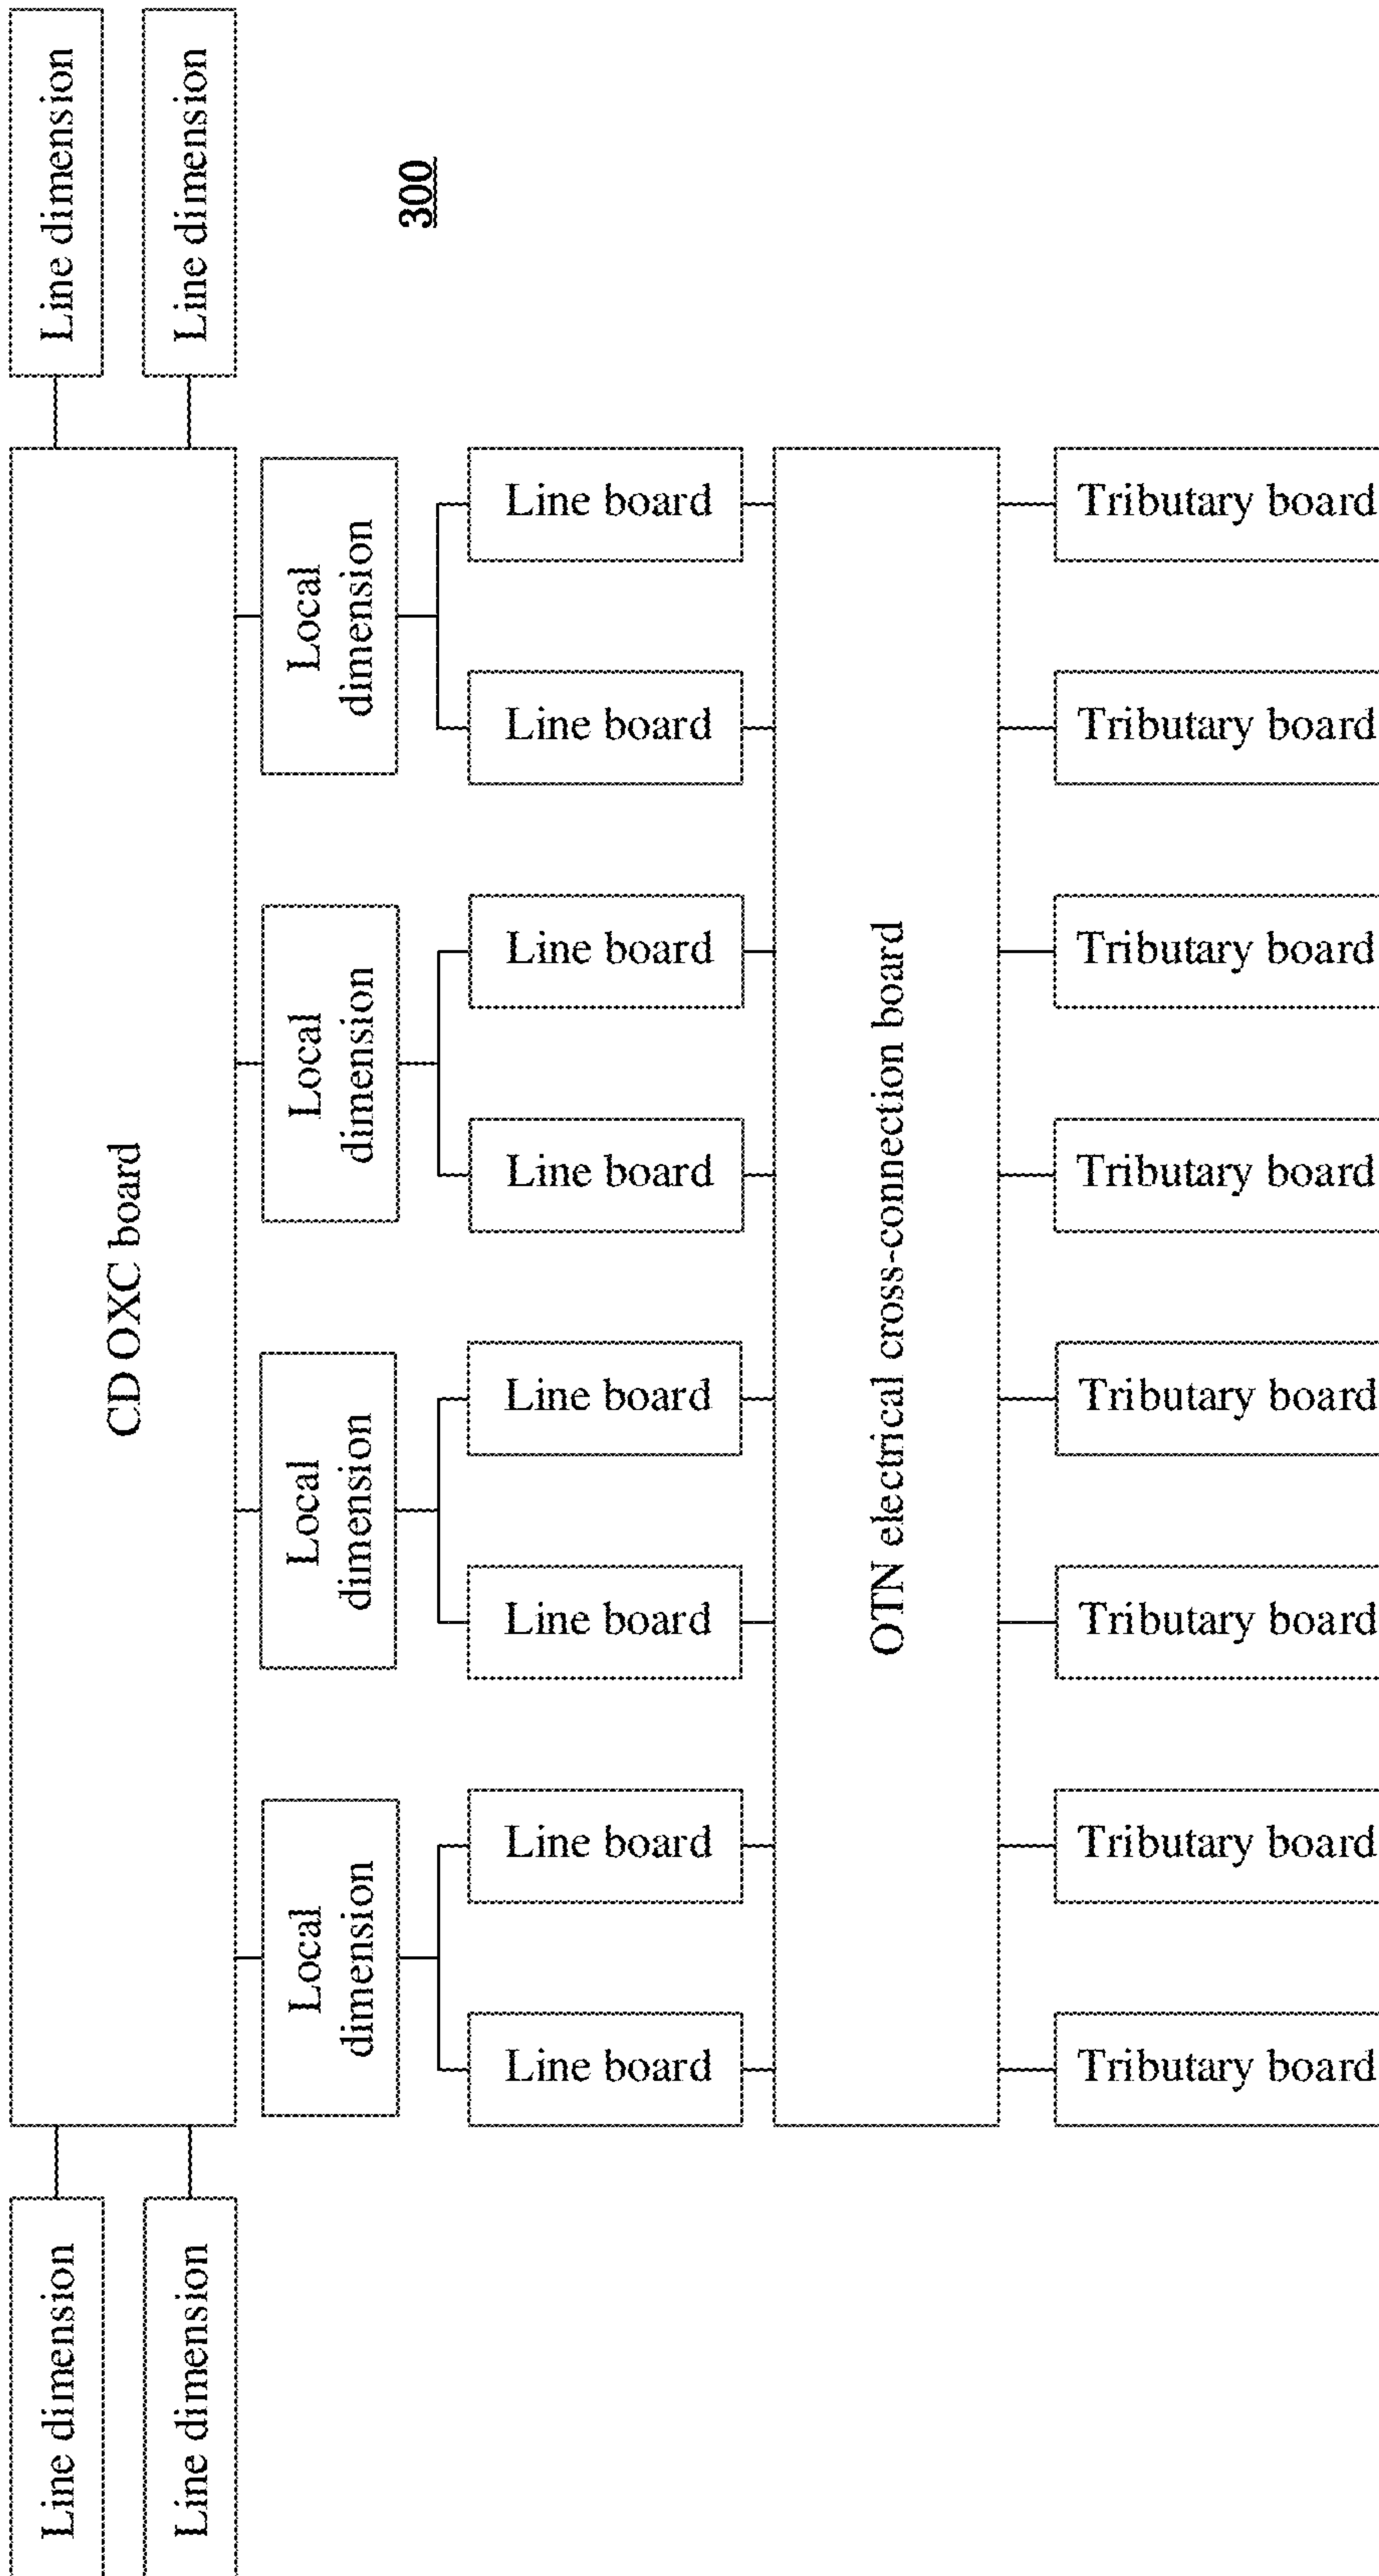 Line dimension
Line dimension
300
CD OXC board
Local
dimension
Local
dimension
Local
dimension
Local
dimension
Line board
Line board
Line board
Line board
Line board
Line board
Line board
Line board
OTN electrical cross-connection board
Tributary board
Tributary board
Tributary board
Tributary board
Tributary board
Tributary board
Tributary board
Tributary board
Line dimension
Line dimension